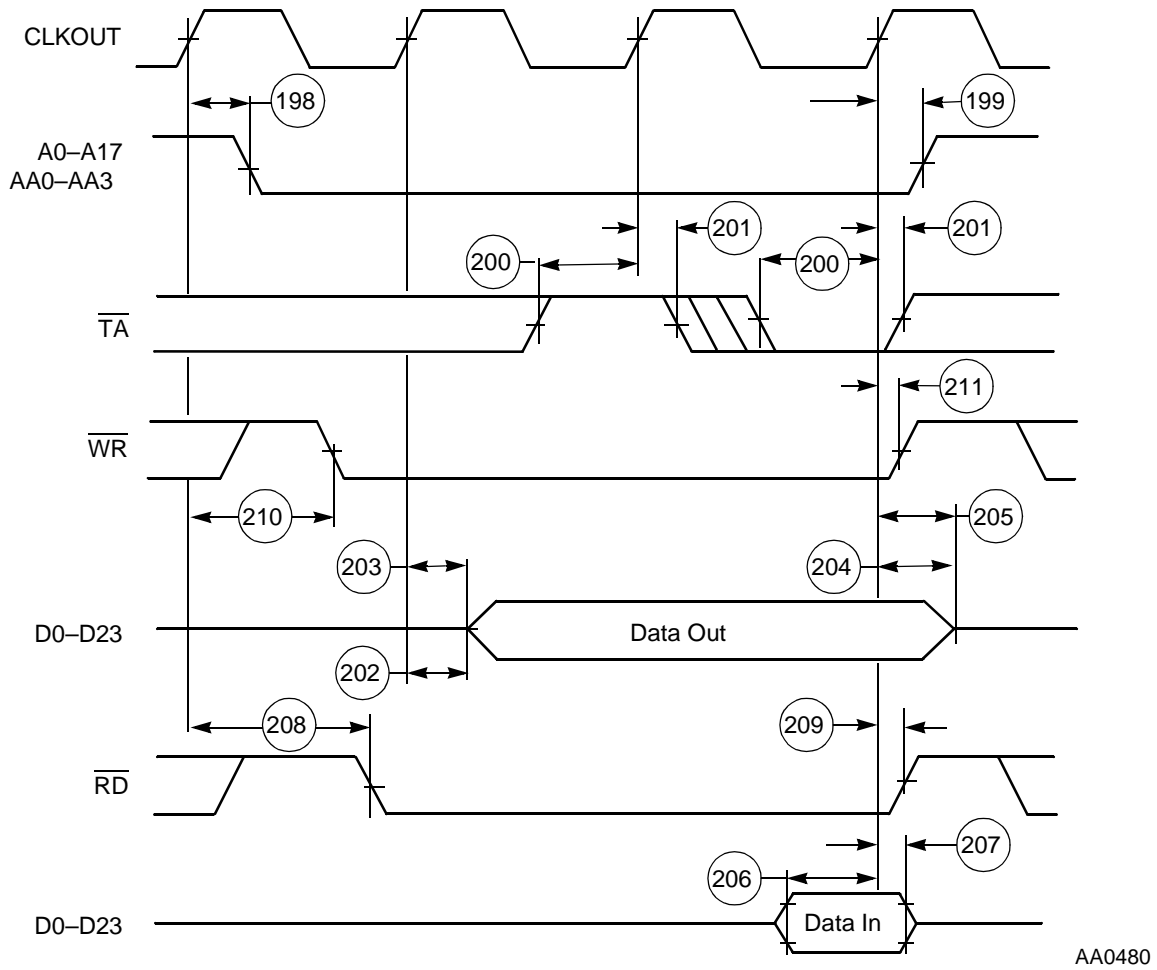 CLKOUT
198
199
A0–A17
AA0–AA3
201
201
200
200
TA
211
WR
210
205
203
204
D0–D23
Data Out
202
208
209
RD
207
206
D0–D23
Data In
AA0480